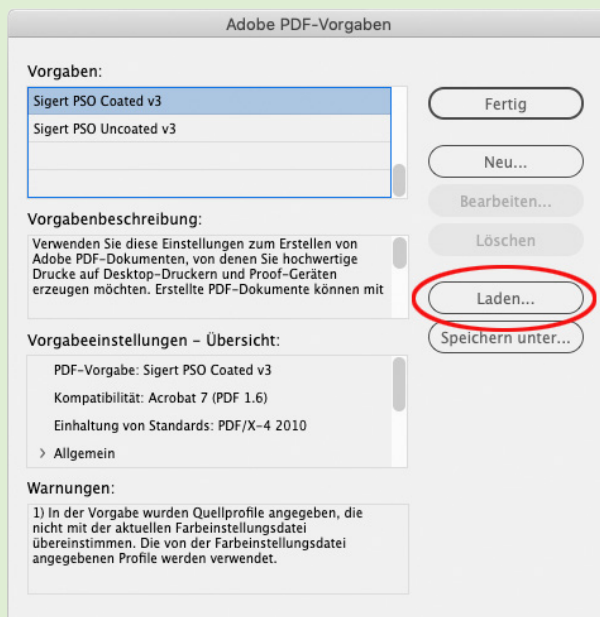 Adobe PDF-Vorgaben
Vorgaben:
Sigert PSO Coated v3
Sigert PSO Uncoated v3
Fertig
Neu...
Bearbeiten...
Löschen
Laden...
Speichern unter...
Vorgabenbeschreibung:
Verwenden Sie diese Einstellungen zum Erstellen von
Adobe PDF-Dokumenten, von denen Sie hochwertige
Drucke auf Desktop-Druckern und Proof-Geräten
erzeugen möchten. Erstellte PDF-Dokumente können mit
Vorgabeeinstellungen – Übersicht:
PDF-Vorgabe: Sigert PSO Coated v3
Kompatibilität: Acrobat 7 (PDF 1.6)
Einhaltung von Standards: PDF/X-4 2010
> Allgemein
Warnungen:
1) In der Vorgabe wurden Quellprofile angegeben, die
nicht mit der aktuellen Farbeinstellungsdatei
übereinstimmen. Die von der Farbeinstellungsdatei
angegebenen Profile werden verwendet.